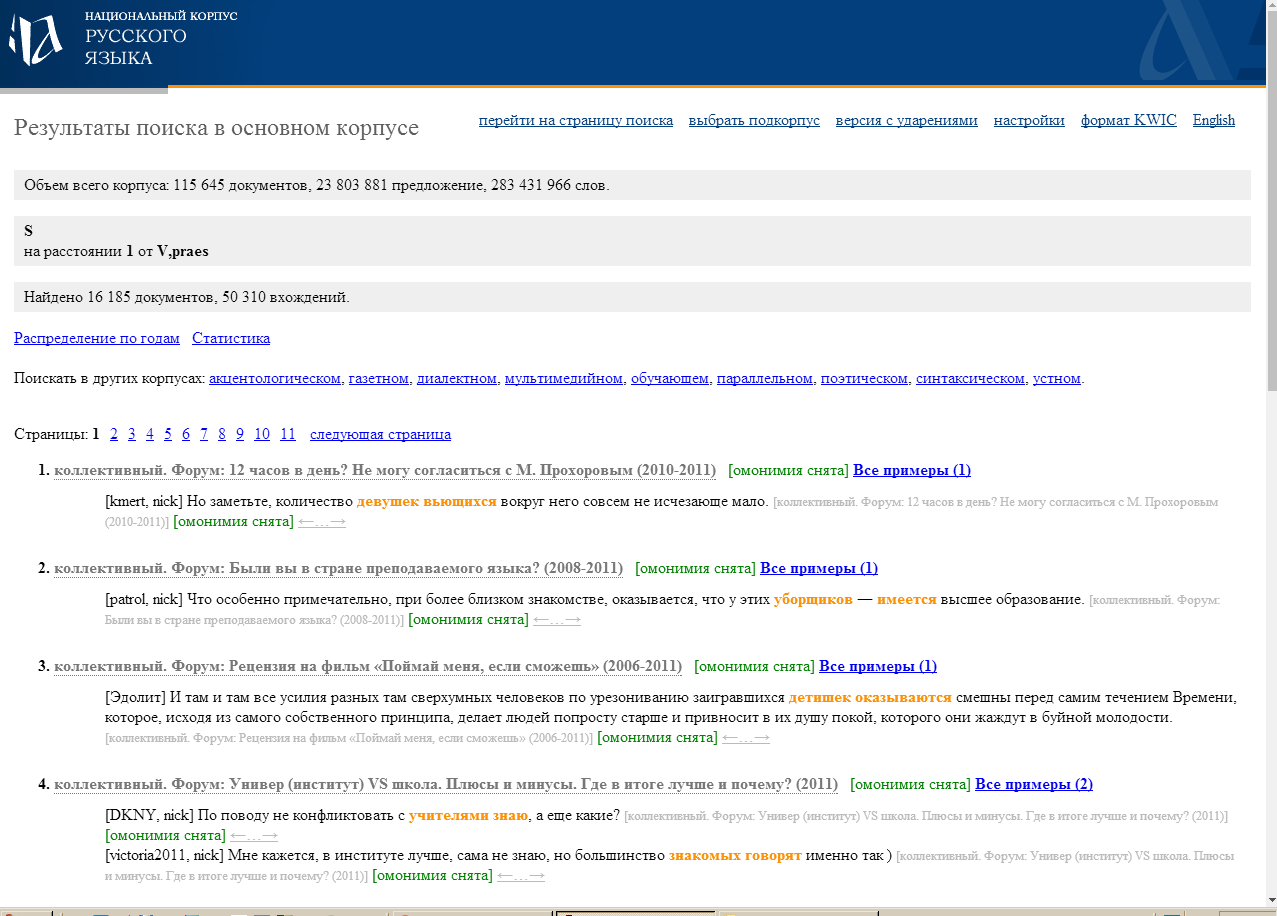 НАЦИОНАЛЬНЫЙ КОРПУС
РУССКОГО
ЯЗЫКА
Результаты поиска в основном корпусе
перейти на страницу поиска выбрать подкорпус версия с ударениями настройки формат KWIC English
Объем всего корпуса: 115 645 документов, 23 803 881 предложение, 283 431 966 слов.
S
на расстоянии 1 от V,praes
Найдено 16 185 документов, 50 310 вхождений.
Распределение по годам Статистика
Поискать в других корпусах: акцентологическом, газетном, диалектном, мультимедийном, обучающем, параллельном, поэтическом, синтаксическом, устном.
Страницы: 1 2 3 4 5 6 7 8 9 10 11 следующая страница
1. коллективный. Форум: 12 часов в день? Не могу согласиться с М. Прохоровым (2010-2011) [омонимия снята] Все примеры (1)
[kmert, nick] Но заметьте, количество девушек вьющихся вокруг него совсем не исчезающе мало. [коллективный. Форум: 12 часов в день? Не могу согласиться с М. Прохоровым
(2010-2011)] [омонимия снята] ←…→
2. коллективный. Форум: Были вы в стране преподаваемого языка? (2008-2011) [омонимия снята] Все примеры (1)
[patrol, nick] Что особенно примечательно, при более близком знакомстве, оказывается, что у этих уборщиков — имеется высшее образование. [коллективный. Форум:
Были вы в стране преподаваемого языка? (2008-2011)] [омонимия снята] ←…→
3. коллективный. Форум: Рецензия на фильм «Поймай меня, если сможешь» (2006-2011) [омонимия снята] Все примеры (1)
[Эдолит] И там и там все усилия разных там сверхумных человеков по урезониванию заигравшихся детишек оказываются смешны перед самим течением Времени,
которое, исходя из самого собственного принципа, делает людей попросту старше и привносит в их душу покой, которого они жаждут в буйной молодости.
[коллективный. Форум: Рецензия на фильм «Поймай меня, если сможешь» (2006-2011)] [омонимия снята] ←…→
4. коллективный. Форум: Универ (институт) VS школа. Плюсы и минусы. Где в итоге лучше и почему? (2011) [омонимия снята] Все примеры (2)
[DKNY, nick] По поводу не конфликтовать с учителями знаю, а еще какие? [коллективный. Форум: Универ (институт) VS школа. Плюсы и минусы. Где в итоге лучше и почему? (2011)]
[омонимия снята] ←…→
[victoria2011, nick] Мне кажется, в институте лучше, сама не знаю, но большинство знакомых говорят именно так ) [коллективный. Форум: Универ (институт) VS школа. Плюсы
и минусы. Где в итоге лучше и почему? (2011)] [омонимия снята] ←…→